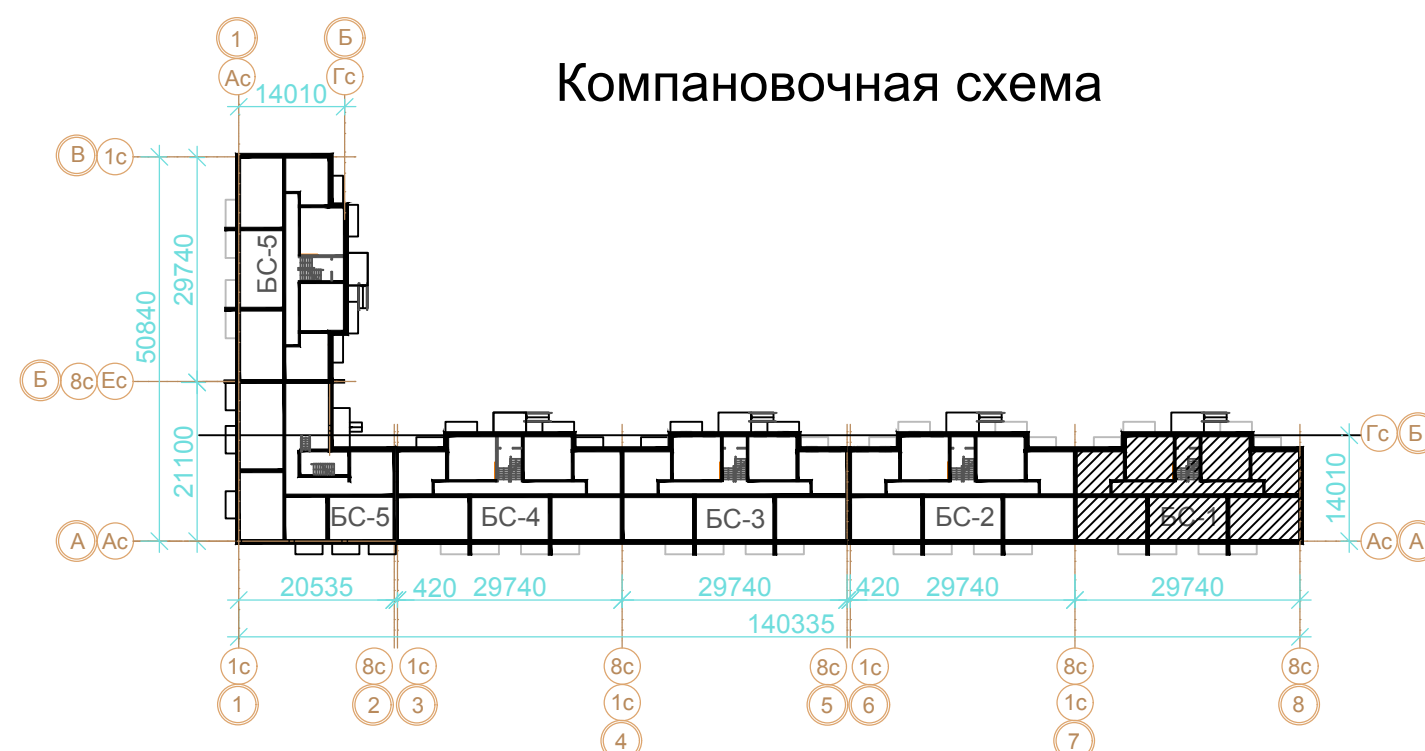 1 Б
Ас Гс
14010
Компановочная схема
В 1с
БС-5
29740
50840
Б 8с Ес
21100
Гс Б
14010
А Ас
БС-5 БС-4 БС-3 БС-2 БС-1
Ас А
20535 420 29740 29740 420 29740 29740
140335
1с 8с 1с 8с 8с 1с 8с 8с
1 2 3 1с 5 6 1с 8
4 7